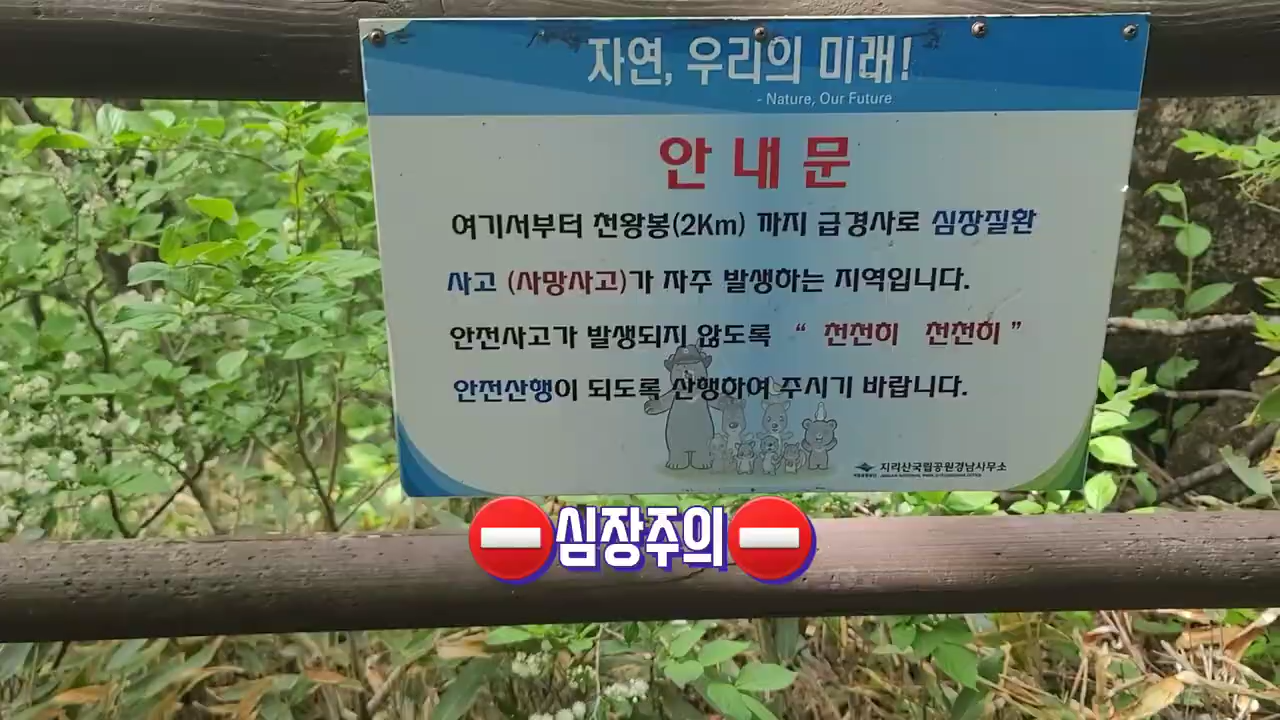 자연, 우리의 미래!
- Nature, Our Future
안내문
여기서부터 천왕봉(2Km) 까지 급경사로 심장질환
사고 (사망사고)가 자주 발생하는 지역입니다.
안전사고가 발생되지 않도록 “ 천천히 천천히 ”
안전산행이 되도록 산행하여 주시기 바랍니다.
지리산국립공원경남사무소
심장주의